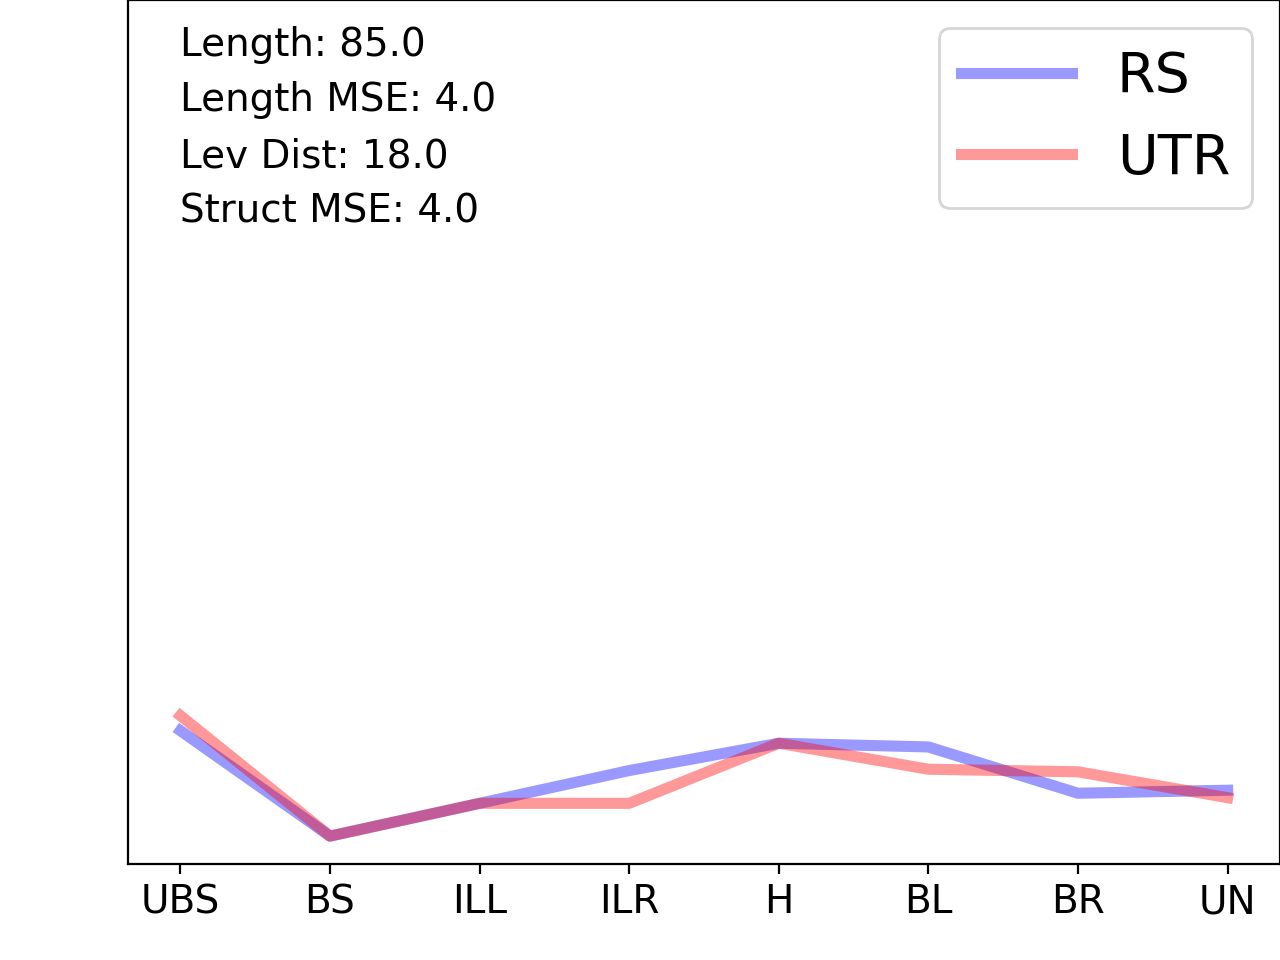 Length: 85.0
Length MSE: 4.0
Lev Dist: 18.0
Struct MSE: 4.0
RS
UTR
UBS BS ILL ILR H BL BR UN